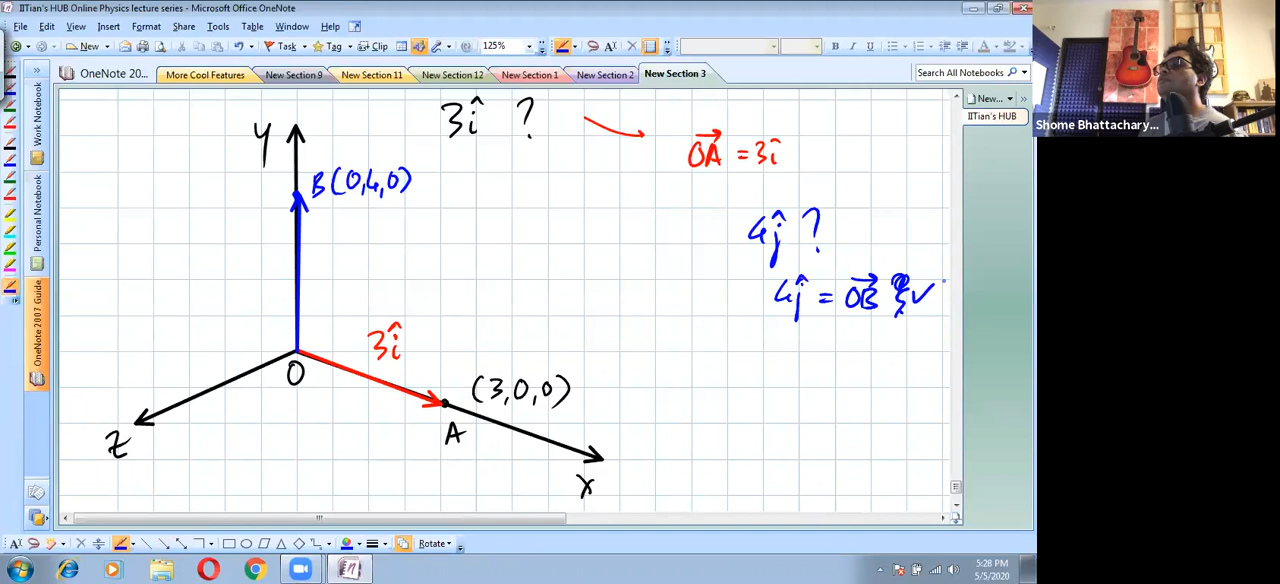 IITian's HUB Online Physics lecture series - Microsoft Office OneNote
File Edit View Insert Format Share Tools Table Window Help
New Task Tag Clip 125% B I U
OneNote 20... More Cool Features New Section 9 New Section 11 New Section 12 New Section 1 New Section 2 New Section 3 Search All Notebooks
Work Notebook
Personal Notebook
OneNote 2007 Guide
New...
IITian's HUB
Shome Bhattachary...
3î ?
OA = 3î
y
B(0,4,0)
4ĵ ?
4ĵ = OB
3î
O
(3,0,0)
A
Z
X
Rotate
5:28 PM
5/5/2020